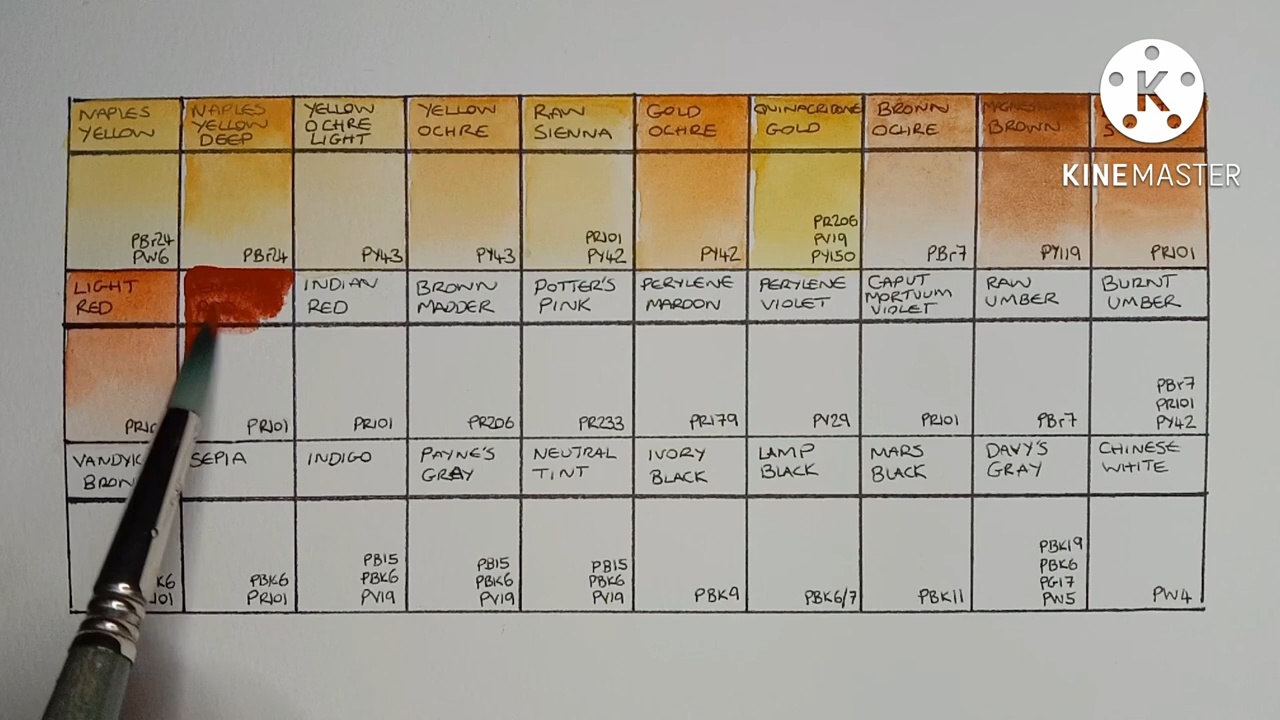 NAPLES
YELLOW
NAPLES
YELLOW
DEEP
YELLOW
OCHRE
LIGHT
YELLOW
OCHRE
RAW
SIENNA
GOLD
OCHRE
QUINACRIDONE
GOLD
BROWN
OCHRE
BROWN
K
KINEMASTER
PBr24
PW6
PBr24
PY43
PY43
PR101
PY42
PY42
PR206
PV19
PY150
PBr7
PY119
PR101
LIGHT
RED
INDIAN
RED
BROWN
MADDER
POTTER'S
PINK
PERYLENE
MAROON
PERYLENE
VIOLET
CAPUT
MORTUUM
VIOLET
RAW
UMBER
BURNT
UMBER
PR101
PR101
PR206
PR233
PR179
PV29
PR101
PBr7
PBr7
PR101
PY42
SEPIA
INDIGO
PAYNE'S
GRAY
NEUTRAL
TINT
IVORY
BLACK
LAMP
BLACK
MARS
BLACK
DAVY'S
GRAY
CHINESE
WHITE
PBK6
PR101
PB15
PBK6
PV19
PB15
PBK6
PV19
PB15
PBK6
PV19
PBK9
PBK6/7
PBK11
PBK19
PBK6
PG17
PW5
PW4